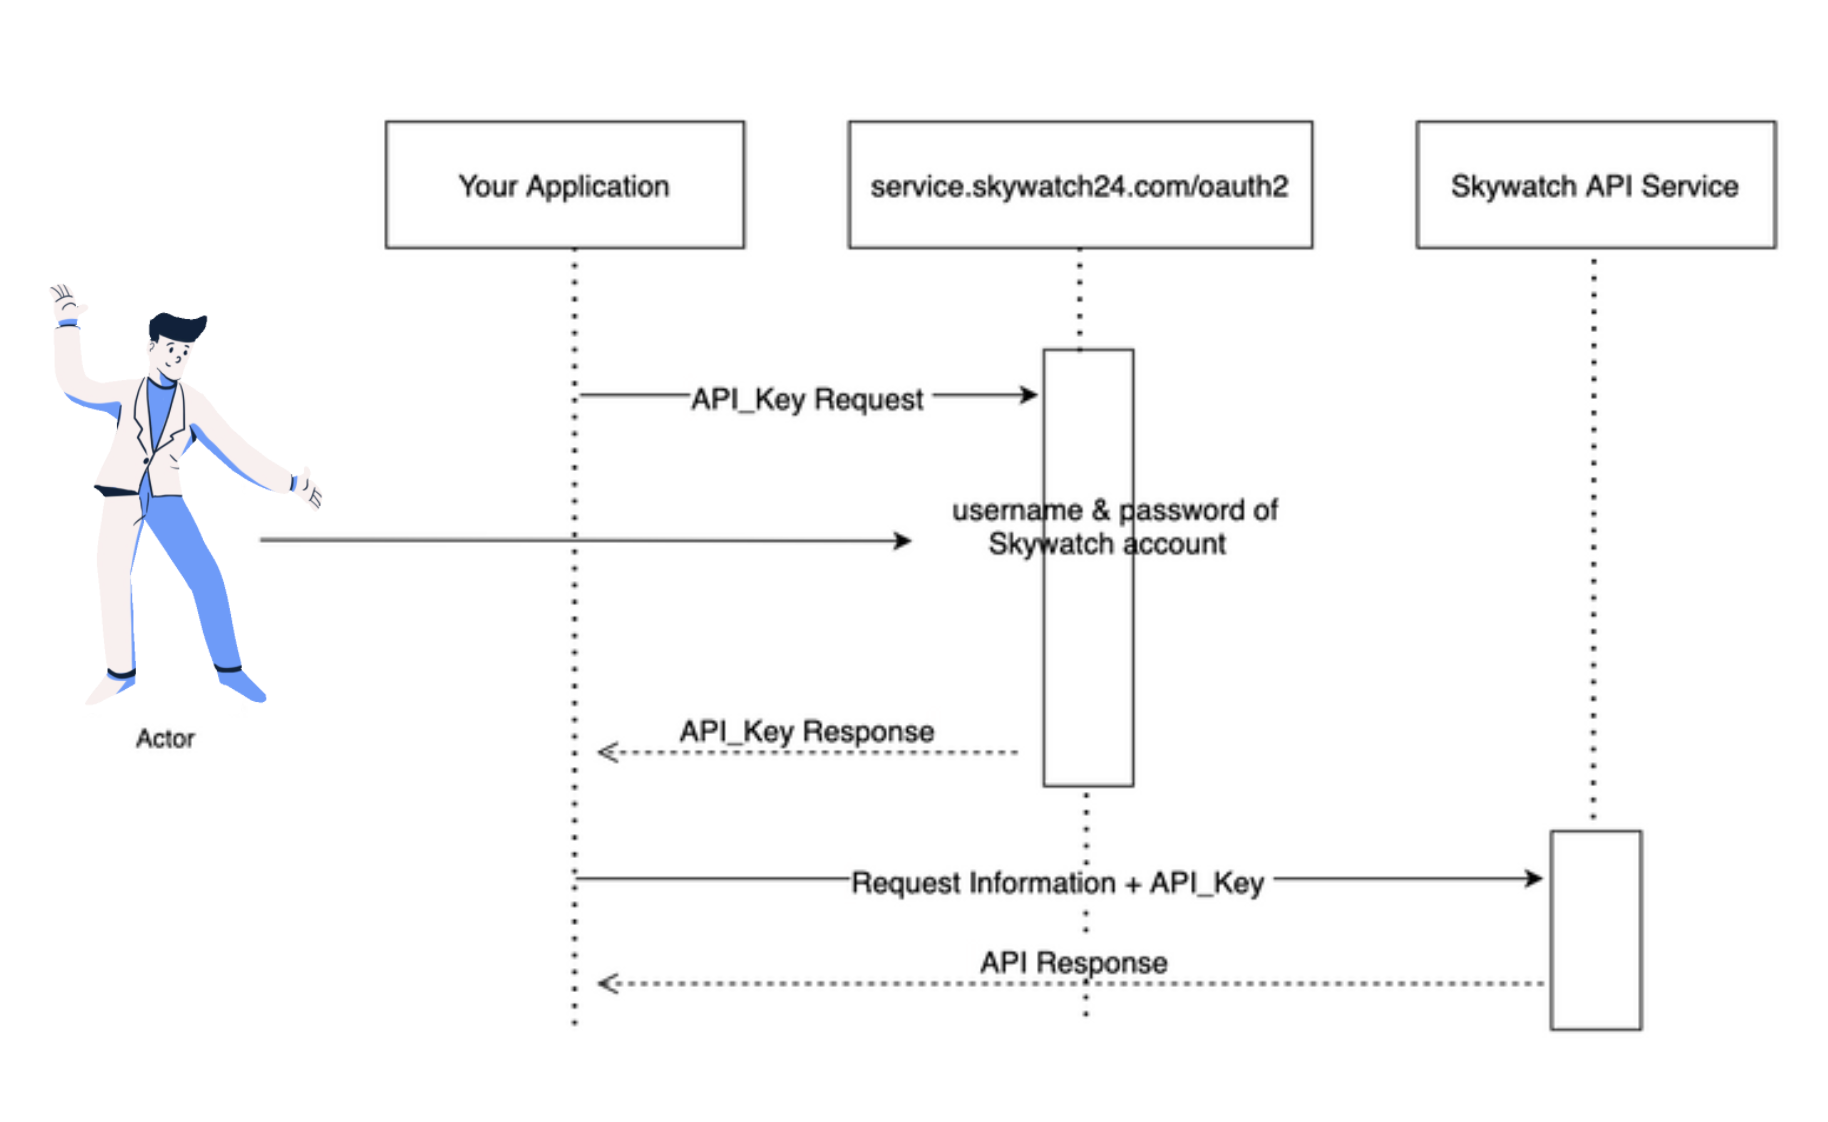 Your Application
service.skywatch24.com/oauth2
Skywatch API Service
API_Key Request
username & password of
Skywatch account
API_Key Response
Actor
Request Information + API_Key
API Response